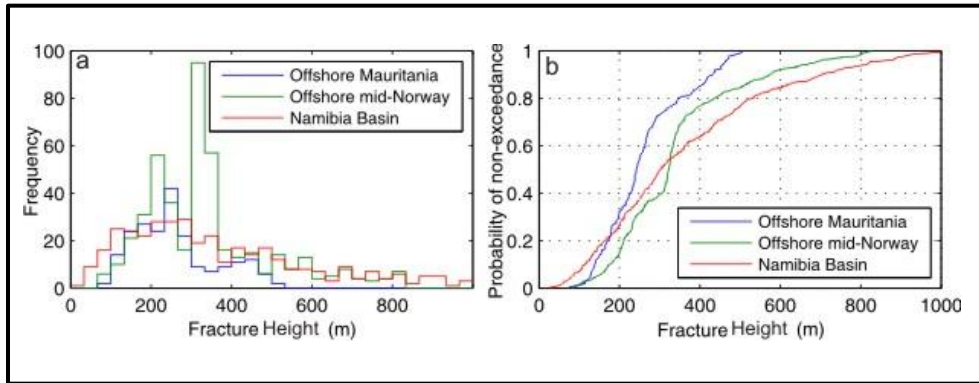 a
100
80
60
40
20
0
Frequency
Offshore Mauritania
Offshore mid-Norway
Namibia Basin
0 200 400 600 800
Fracture Height (m)
b
1
0.8
0.6
0.4
0.2
0
Probability of non-exceedance
Offshore Mauritania
Offshore mid-Norway
Namibia Basin
0 200 400 600 800 1000
Fracture Height (m)